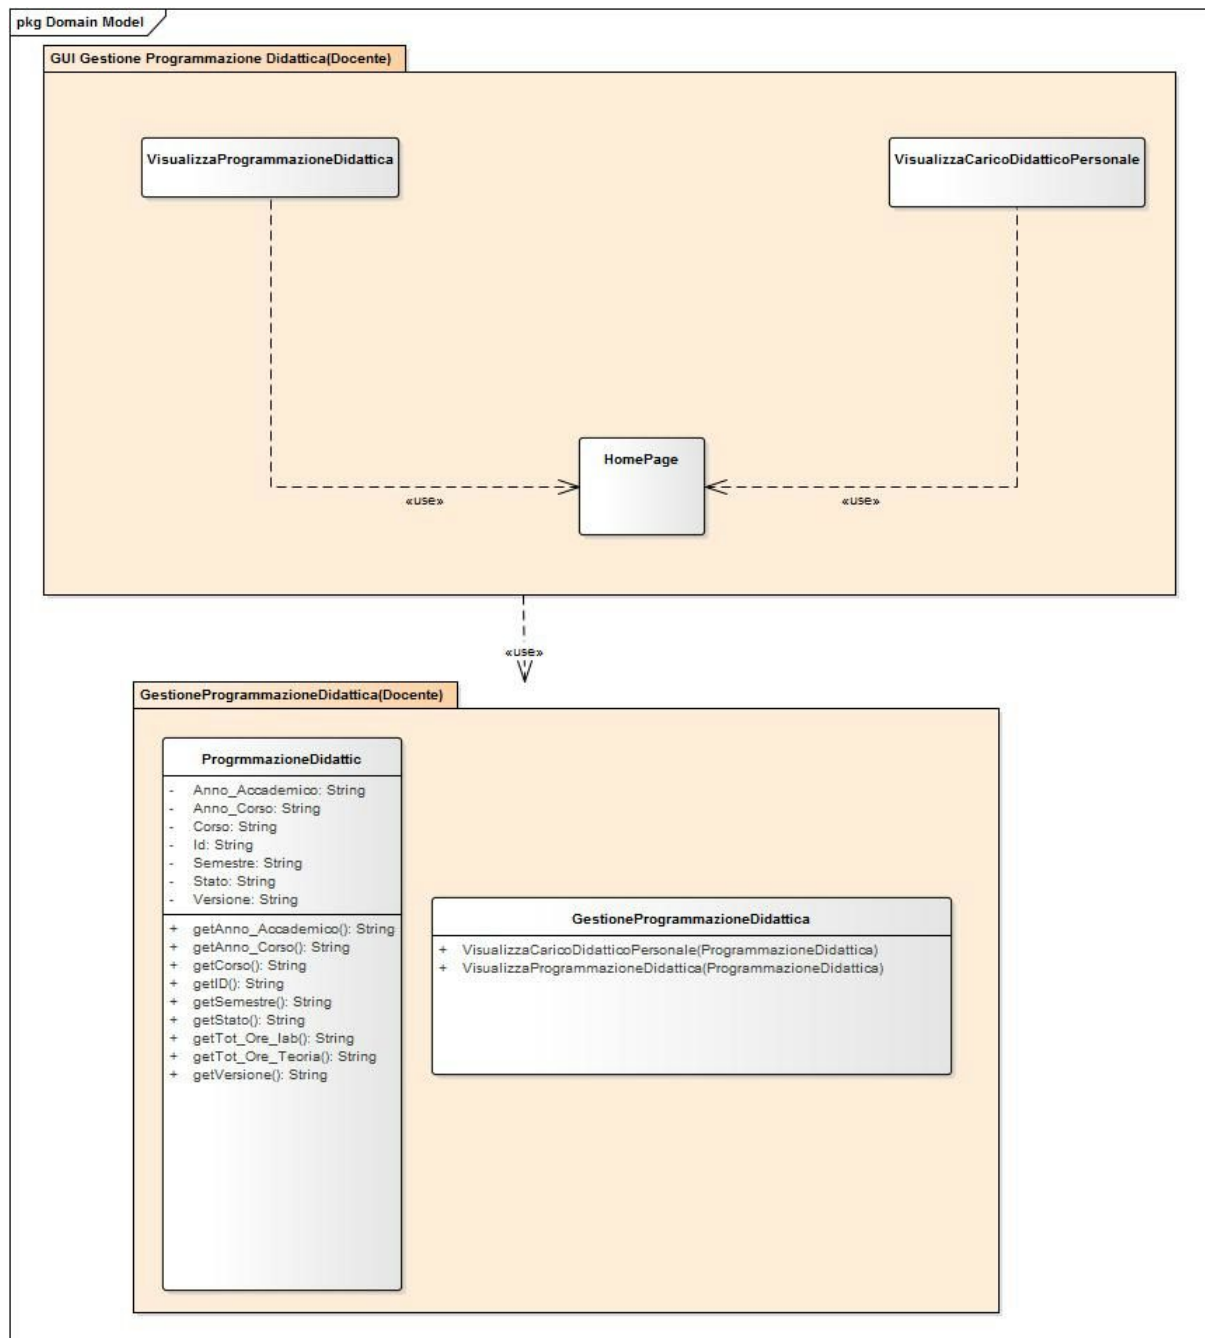 pkg Domain Model
GUI Gestione Programmazione Didattica(Docente)
VisualizzaProgrammazioneDidattica
VisualizzaCaricoDidatticoPersonale
HomePage
«use»
«use»
«use»
GestioneProgrammazioneDidattica(Docente)
ProgrmmazioneDidattic
- Anno_Accademico: String
- Anno_Corso: String
- Corso: String
- Id: String
- Semestre: String
- Stato: String
- Versione: String
+ getAnno_Accademico(): String
+ getAnno_Corso(): String
+ getCorso(): String
+ getID(): String
+ getSemestre(): String
+ getStato(): String
+ getTot_Ore_lab(): String
+ getTot_Ore_Teoria(): String
+ getVersione(): String
GestioneProgrammazioneDidattica
+ VisualizzaCaricoDidatticoPersonale(ProgrammazioneDidattica)
+ VisualizzaProgrammazioneDidattica(ProgrammazioneDidattica)